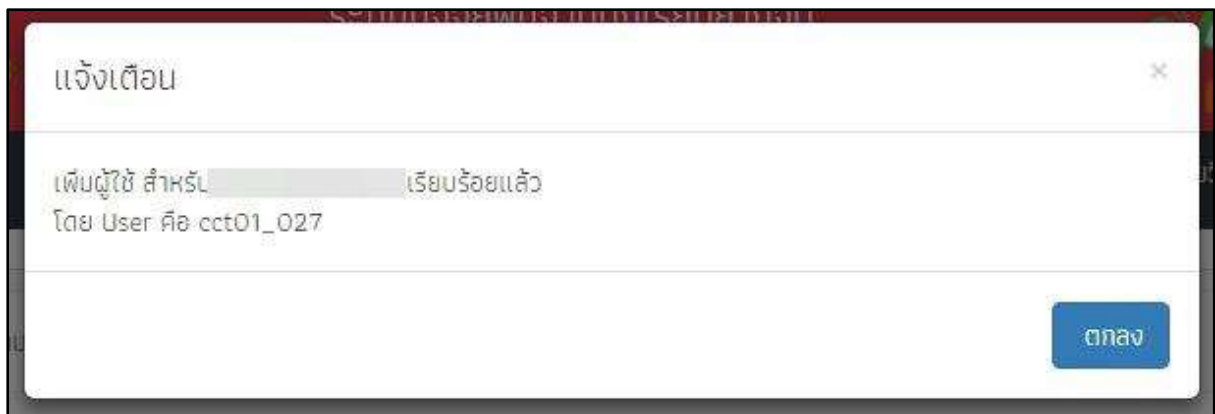 แจ้งเตือน
×
เพิ่มผู้ใช้ สำหรับ เรียบร้อยแล้ว
โดย User คือ cct01_027
ตกลง